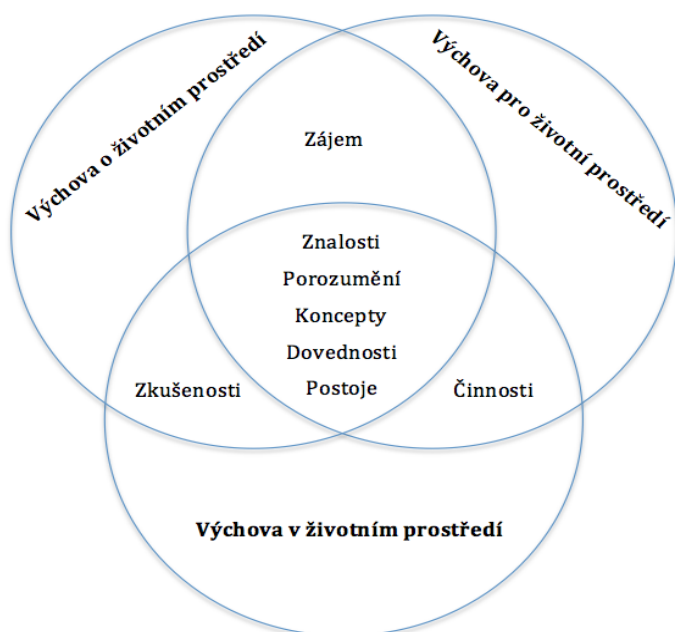 Výchova o životním prostředí
Výchova pro životní prostředí
Zájem
Znalosti
Porozumění
Koncepty
Dovednosti
Postoje
Zkušenosti
Činnosti
Výchova v životním prostředí